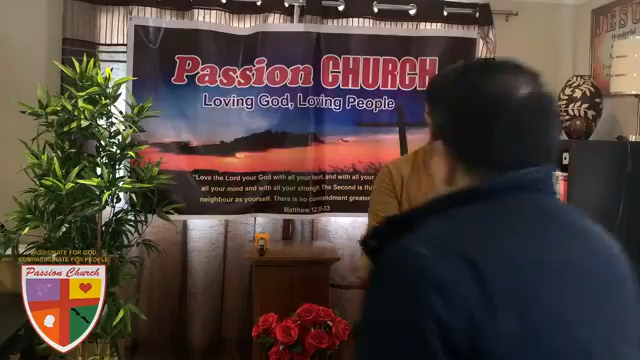 Passion CHURCH
Loving God, Loving People
"Love the Lord your God with all your heart, and with all your
all your mind and with all your strength The Second is this
neighbour as yourself. There is no commandment greater
Matthew 12:
JESUS
Wonderful
PASSIONATE FOR GOD
COMPASSIONATE FOR PEOPLE
Passion Church